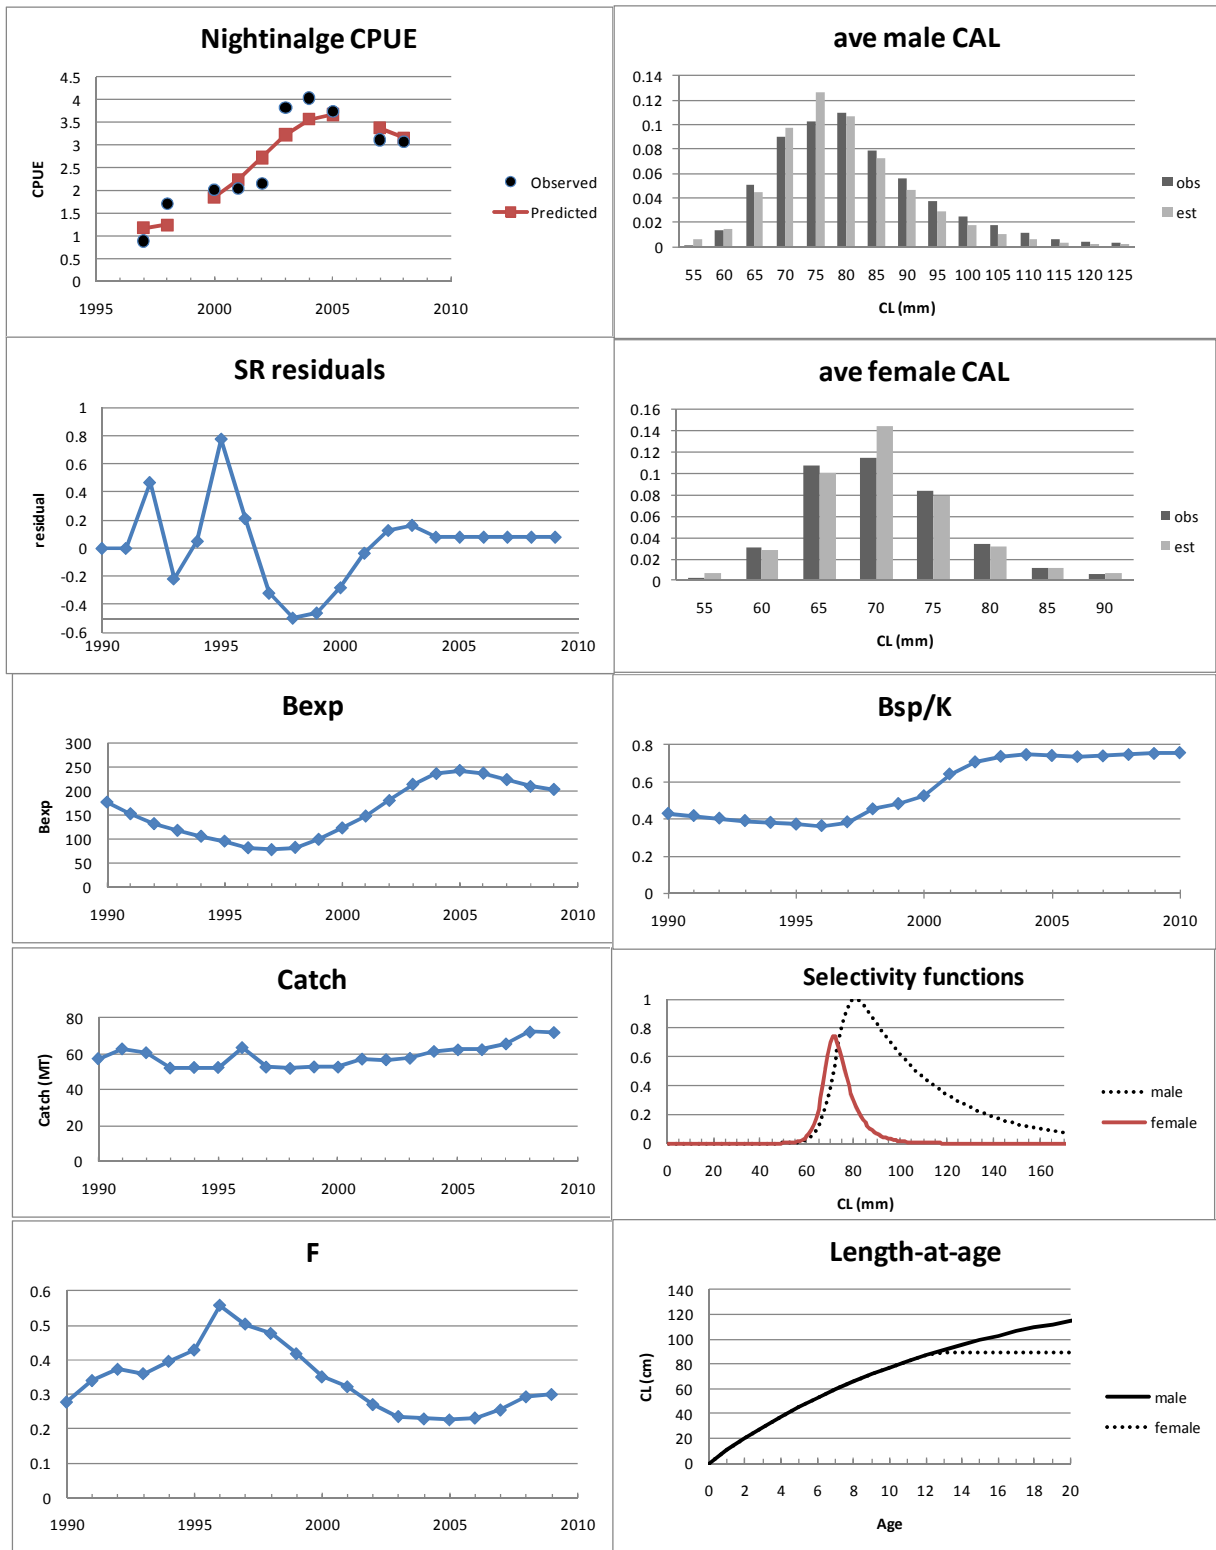 Nightinalge CPUE
CPUE
4.5
4
3.5
3
2.5
2
1.5
1
0.5
0
1995 2000 2005 2010
Observed
Predicted
ave male CAL
0.14
0.12
0.1
0.08
0.06
0.04
0.02
0
55 60 65 70 75 80 85 90 95 100 105 110 115 120 125
CL (mm)
obs
est
SR residuals
residual
1
0.8
0.6
0.4
0.2
0
-0.2
-0.4
-0.6
1990 1995 2000 2005 2010
ave female CAL
0.16
0.14
0.12
0.1
0.08
0.06
0.04
0.02
0
55 60 65 70 75 80 85 90
CL (mm)
obs
est
Bexp
Bexp
300
250
200
150
100
50
0
1990 1995 2000 2005 2010
Bsp/K
0.8
0.6
0.4
0.2
0
1990 1995 2000 2005 2010
Catch
Catch (MT)
80
60
40
20
0
1990 1995 2000 2005 2010
Selectivity functions
1
0.8
0.6
0.4
0.2
0
0 20 40 60 80 100 120 140 160
CL (mm)
male
female
F
0.6
0.5
0.4
0.3
0.2
0.1
0
1990 1995 2000 2005 2010
Length-at-age
CL (cm)
140
120
100
80
60
40
20
0
0 2 4 6 8 10 12 14 16 18 20
Age
male
female